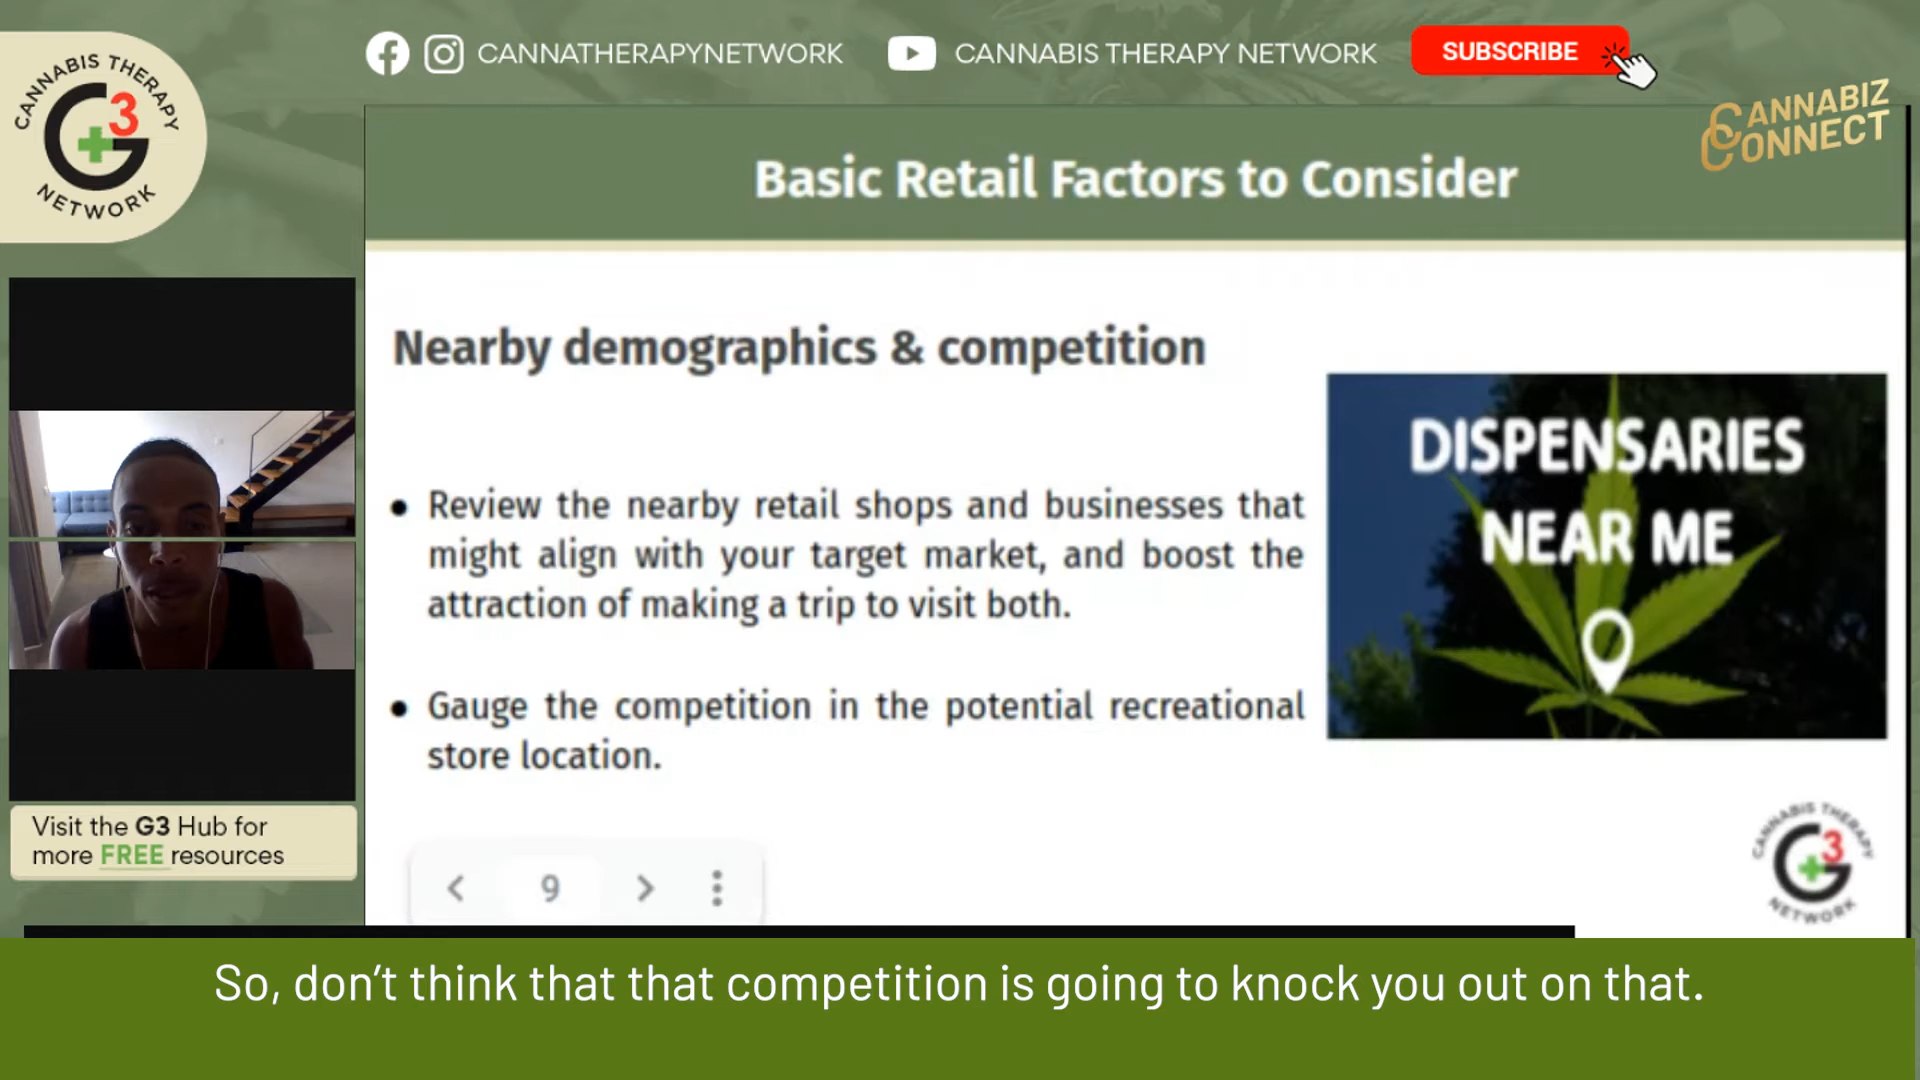 CANNATHERAPYNETWORK
CANNABIS THERAPY NETWORK
SUBSCRIBE
CANNABIS THERAPY
G3
NETWORK
CANNABIZ
CONNECT
Basic Retail Factors to Consider
Nearby demographics & competition
• Review the nearby retail shops and businesses that
might align with your target market, and boost the
attraction of making a trip to visit both.
• Gauge the competition in the potential recreational
store location.
DISPENSARIES
NEAR ME
Visit the G3 Hub for
more FREE resources
9
CANNABIS THERAPY
G3
NETWORK
So, don’t think that that competition is going to knock you out on that.